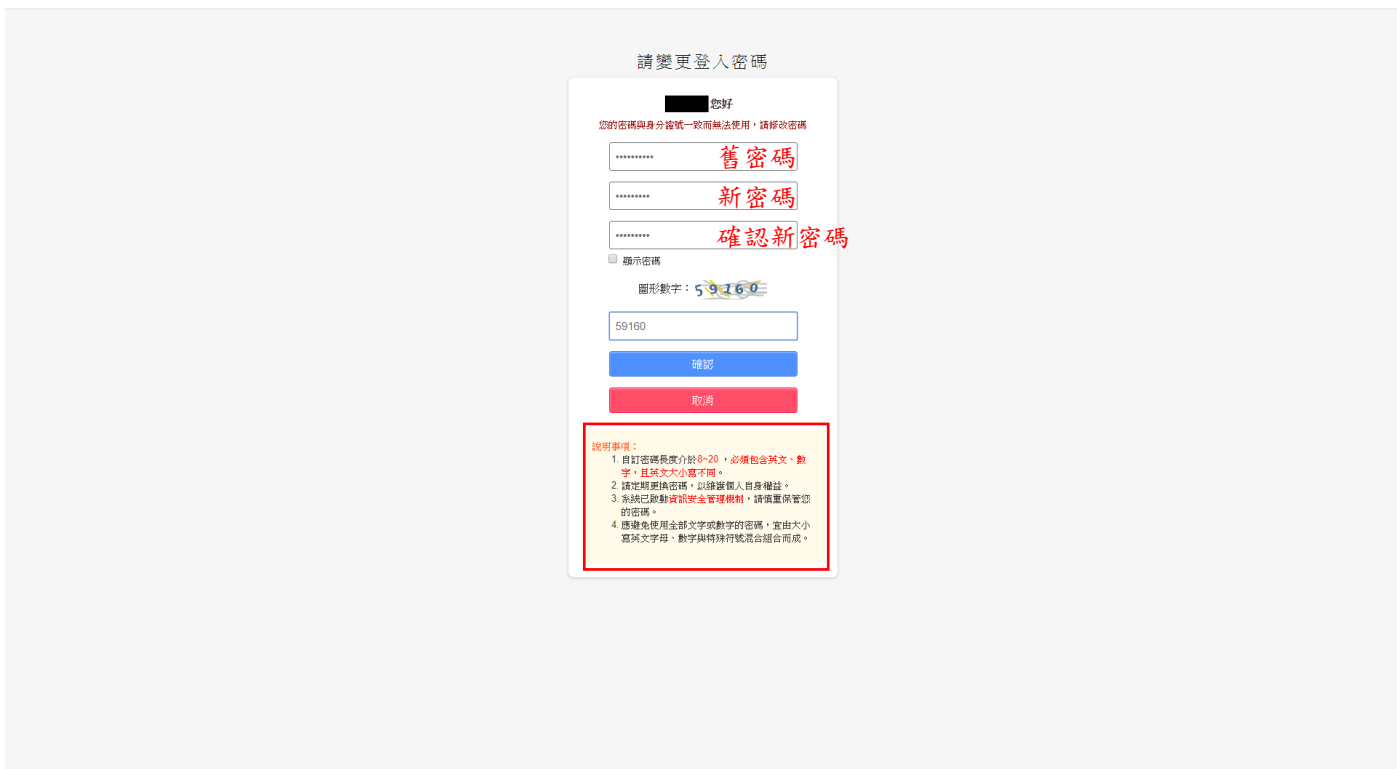 請變更登入密碼
您好
您的密碼與身分證號一致而無法使用，請修改密碼
•••••••••• 舊密碼
••••••••• 新密碼
••••••••• 確認新密碼
顯示密碼
圖形數字：59160
59160
確認
取消
說明事項：
1. 自訂密碼長度介於8~20 ，必須包含英文、數
字，且英文大小寫不同。
2. 請定期更換密碼，以維護個人自身權益。
3. 系統已啟動資訊安全管理機制，請慎重保管您
的密碼。
4. 應避免使用全部文字或數字的密碼，宜由大小
寫英文字母、數字與特殊符號混合組合而成。